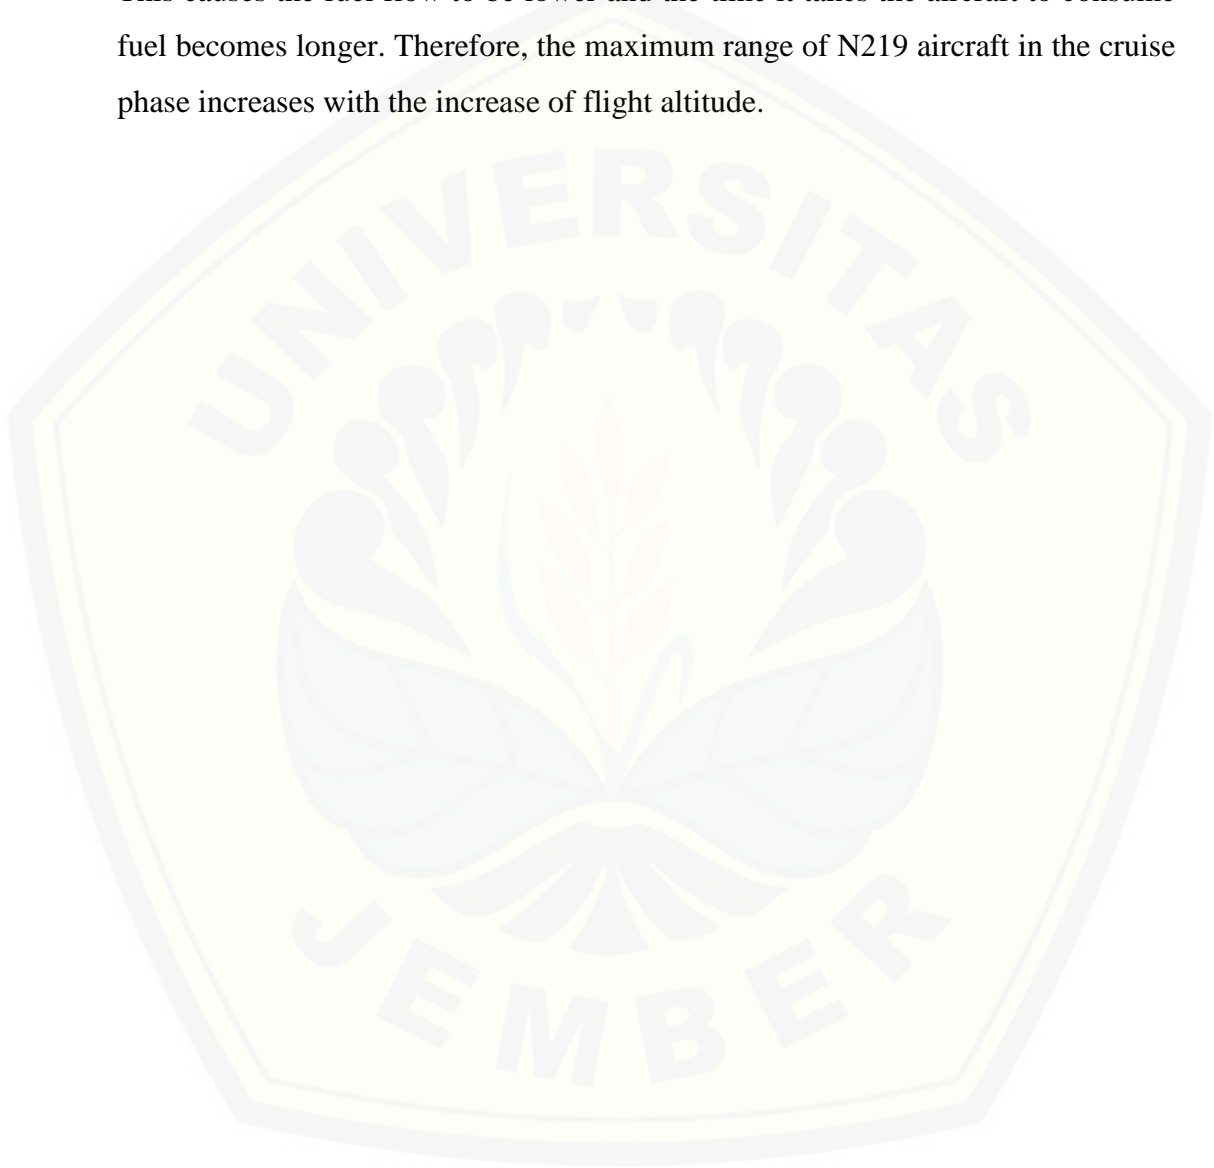 This causes the fuel flow to be lower and the time it takes the aircraft to consume
fuel becomes longer. Therefore, the maximum range of N219 aircraft in the cruise
phase increases with the increase of flight altitude.
UNIVERSITAS
JEMBER